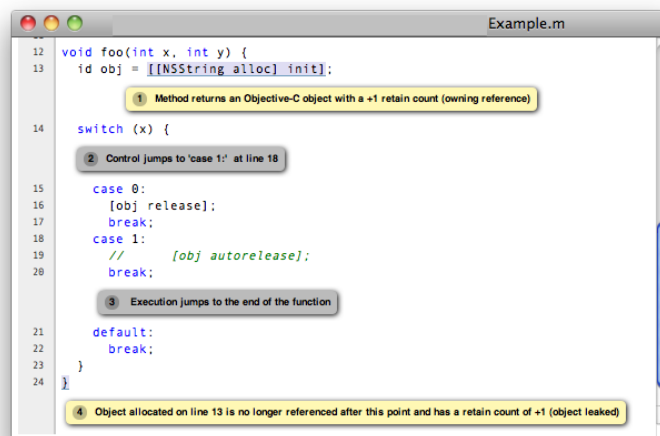 Example.m
12 void foo(int x, int y) {
13 id obj = [[NSString alloc] init];
1 Method returns an Objective-C object with a +1 retain count (owning reference)
14 switch (x) {
2 Control jumps to 'case 1:' at line 18
15 case 0:
16 [obj release];
17 break;
18 case 1:
19 // [obj autorelease];
20 break;
3 Execution jumps to the end of the function
21 default:
22 break;
23 }
24 }
4 Object allocated on line 13 is no longer referenced after this point and has a retain count of +1 (object leaked)